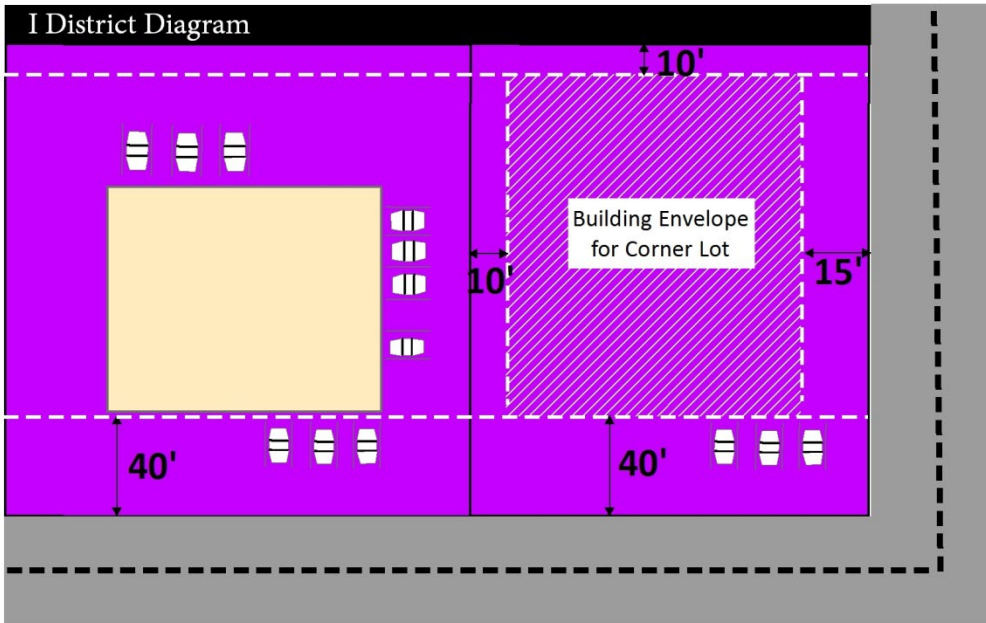 I District Diagram
10'
Building Envelope
for Corner Lot
10'
15'
40'
40'